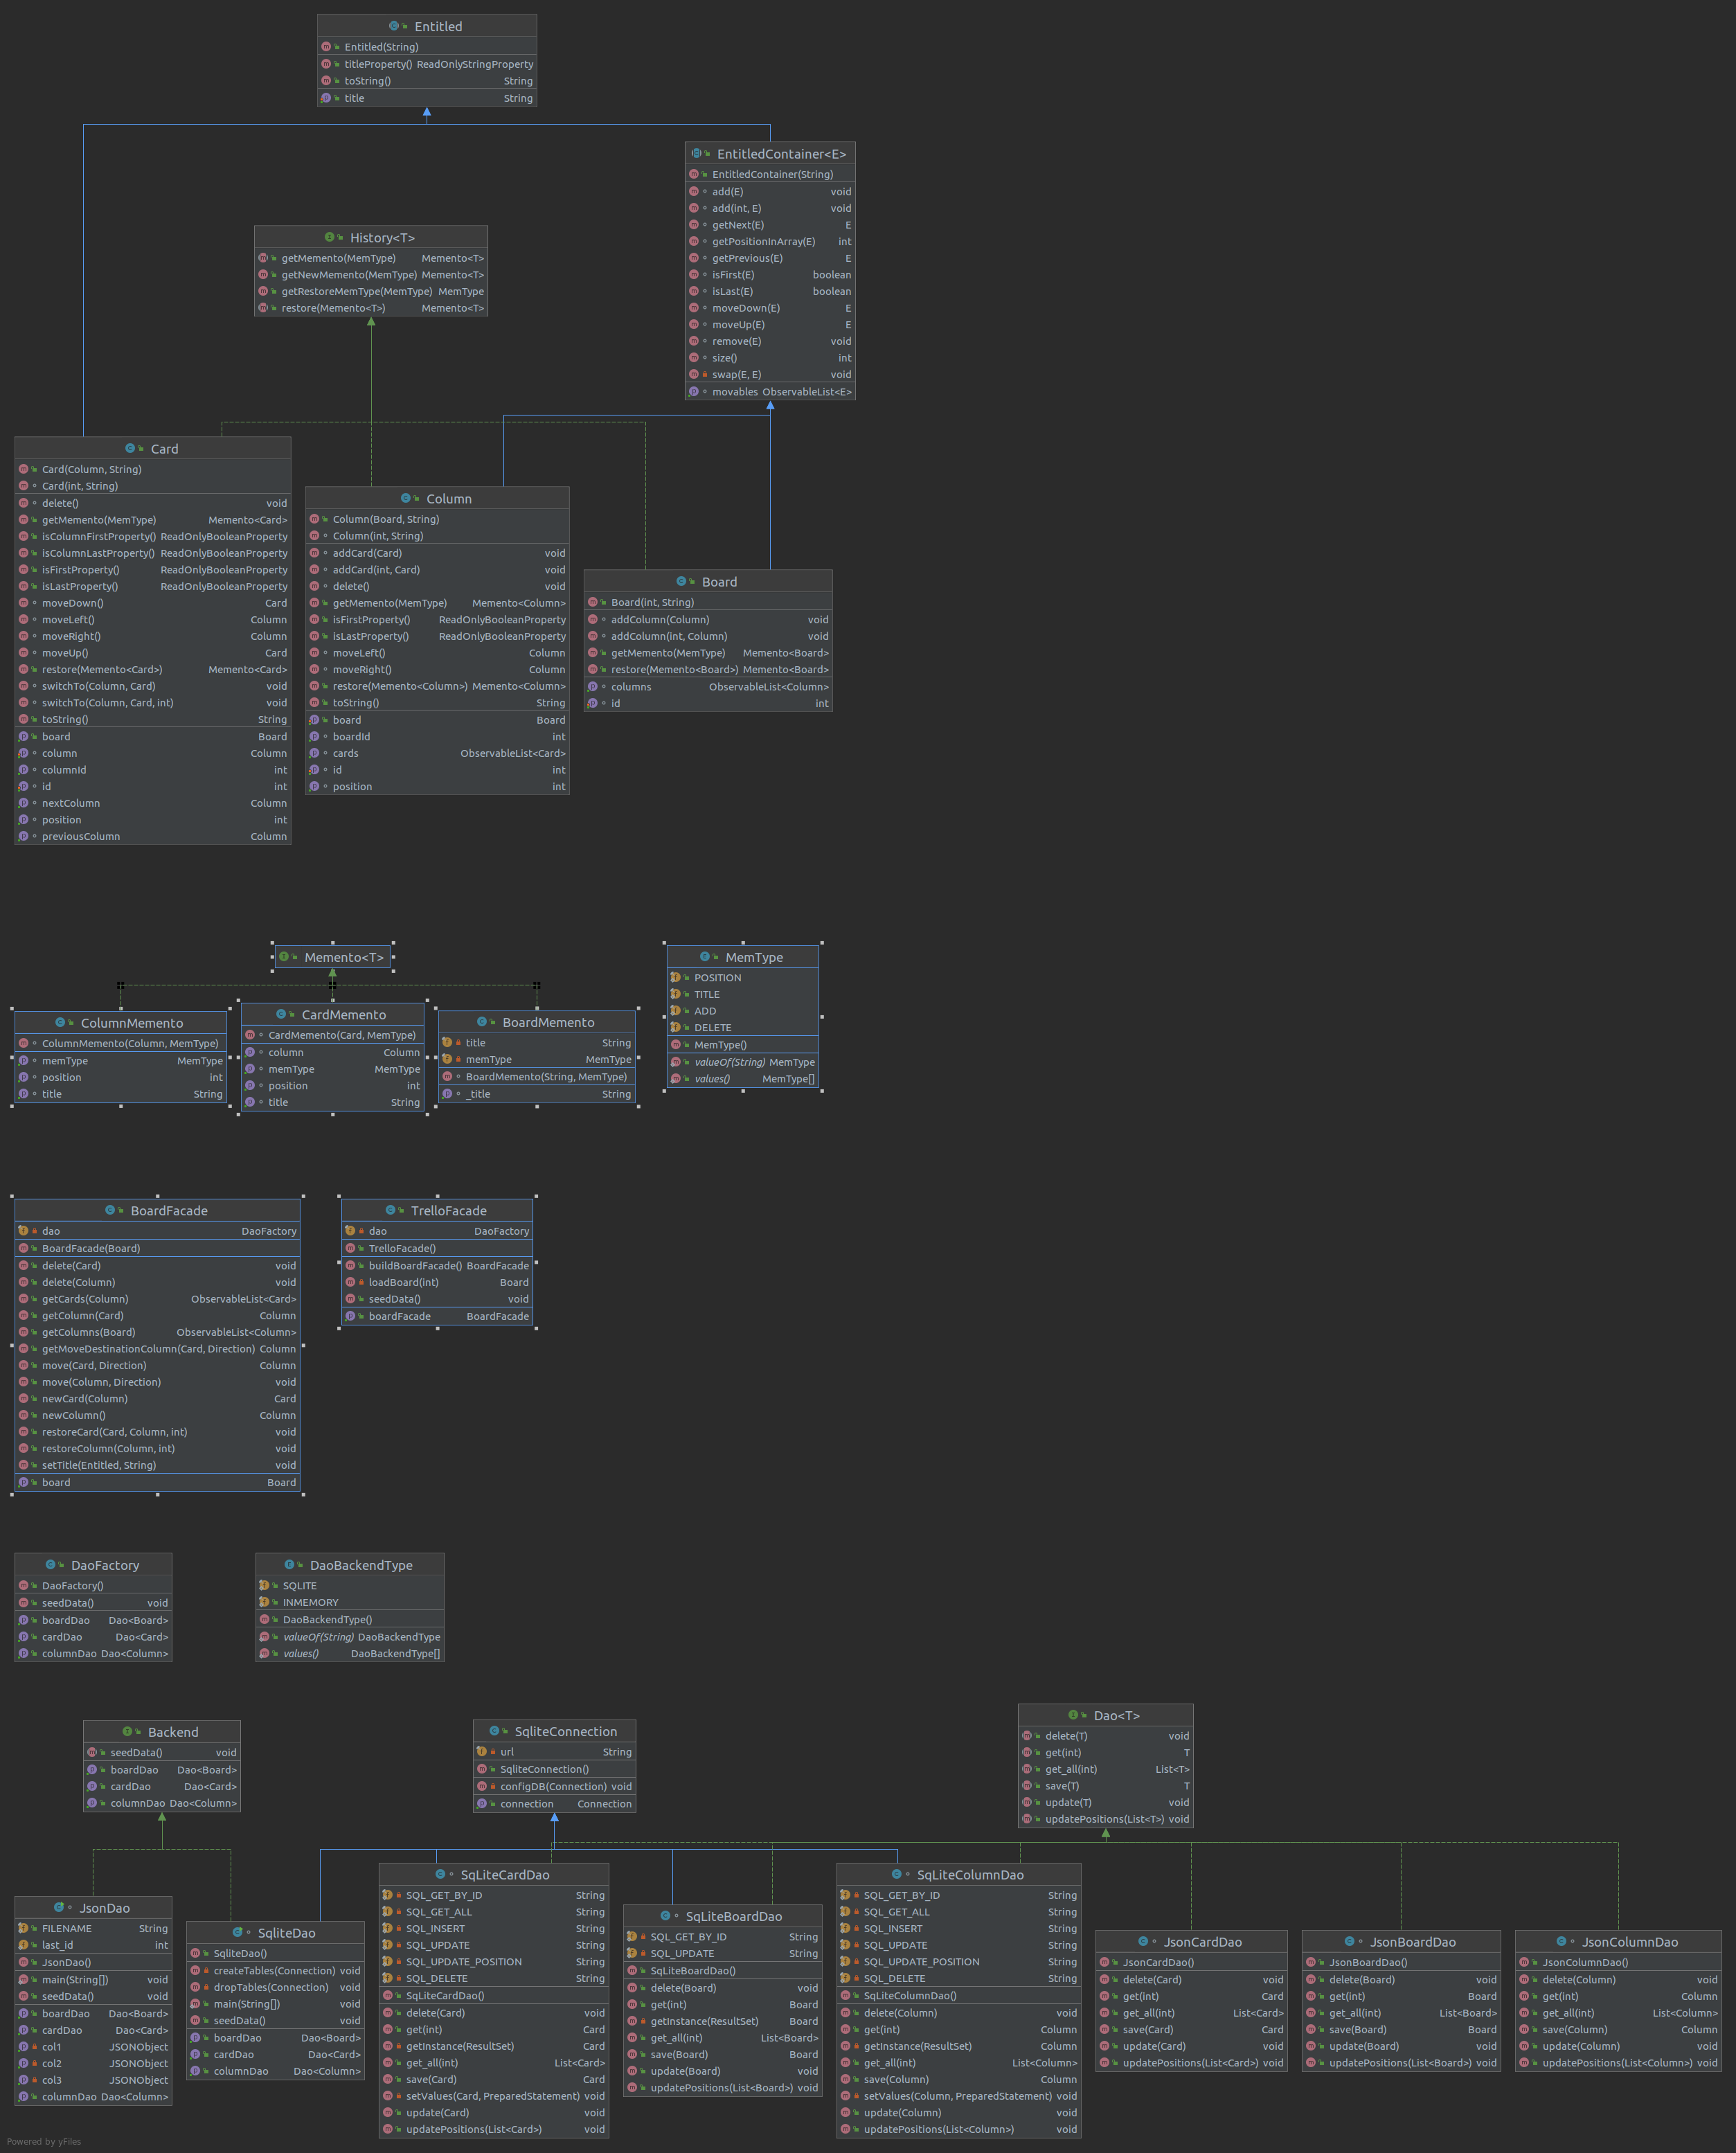 Entitled
Entitled(String)
titleProperty() ReadOnlyStringProperty
toString() String
title String
EntitledContainer<E>
EntitledContainer(String)
add(E) void
add(int, E) void
getNext(E) E
getPositionInArray(E) int
getPrevious(E) E
isFirst(E) boolean
isLast(E) boolean
moveDown(E) E
moveUp(E) E
remove(E) void
size() int
swap(E, E) void
movables ObservableList<E>
History<T>
getMemento(MemType) Memento<T>
getNewMemento(MemType) Memento<T>
getRestoreMemType(MemType) MemType
restore(Memento<T>) Memento<T>
Card
Card(Column, String)
Card(int, String)
delete() void
getMemento(MemType) Memento<Card>
isColumnFirstProperty() ReadOnlyBooleanProperty
isColumnLastProperty() ReadOnlyBooleanProperty
isFirstProperty() ReadOnlyBooleanProperty
isLastProperty() ReadOnlyBooleanProperty
moveDown() Card
moveLeft() Column
moveRight() Column
moveUp() Card
restore(Memento<Card>) Memento<Card>
switchTo(Column, Card) void
switchTo(Column, Card, int) void
toString() String
board Board
column Column
columnId int
id int
nextColumn Column
position int
previousColumn Column
Column
Column(Board, String)
Column(int, String)
addCard(Card) void
addCard(int, Card) void
delete() void
getMemento(MemType) Memento<Column>
isFirstProperty() ReadOnlyBooleanProperty
isLastProperty() ReadOnlyBooleanProperty
moveLeft() Column
moveRight() Column
restore(Memento<Column>) Memento<Column>
toString() String
board Board
boardId int
cards ObservableList<Card>
id int
position int
Board
Board(int, String)
addColumn(Column) void
addColumn(int, Column) void
getMemento(MemType) Memento<Board>
restore(Memento<Board>) Memento<Board>
columns ObservableList<Column>
id int
Memento<T>
MemType
POSITION
TITLE
ADD
DELETE
MemType()
valueOf(String) MemType
values() MemType[]
ColumnMemento
ColumnMemento(Column, MemType)
memType MemType
position int
title String
CardMemento
CardMemento(Card, MemType)
column Column
memType MemType
position int
title String
BoardMemento
title String
memType MemType
BoardMemento(String, MemType)
_title String
BoardFacade
dao DaoFactory
BoardFacade(Board)
delete(Card) void
delete(Column) void
getCards(Column) ObservableList<Card>
getColumn(Card) Column
getColumns(Board) ObservableList<Column>
getMoveDestinationColumn(Card, Direction) Column
move(Card, Direction) Column
move(Column, Direction) void
newCard(Column) Card
newColumn() Column
restoreCard(Card, Column, int) void
restoreColumn(Column, int) void
setTitle(Entitled, String) void
board Board
TrelloFacade
dao DaoFactory
TrelloFacade()
buildBoardFacade() BoardFacade
loadBoard(int) Board
seedData() void
boardFacade BoardFacade
DaoFactory
DaoFactory()
seedData() void
boardDao Dao<Board>
cardDao Dao<Card>
columnDao Dao<Column>
DaoBackendType
SQLITE
INMEMORY
DaoBackendType()
valueOf(String) DaoBackendType
values() DaoBackendType[]
Backend
seedData() void
boardDao Dao<Board>
cardDao Dao<Card>
columnDao Dao<Column>
SqliteConnection
url String
SqliteConnection()
configDB(Connection) void
connection Connection
Dao<T>
delete(T) void
get(int) T
get_all(int) List<T>
save(T) T
update(T) void
updatePositions(List<T>) void
JsonDao
FILENAME String
last_id int
JsonDao()
main(String[]) void
seedData() void
boardDao Dao<Board>
cardDao Dao<Card>
col1 JSONObject
col2 JSONObject
col3 JSONObject
columnDao Dao<Column>
SqliteDao
SqliteDao()
createTables(Connection) void
dropTables(Connection) void
main(String[]) void
seedData() void
boardDao Dao<Board>
cardDao Dao<Card>
columnDao Dao<Column>
SqLiteCardDao
SQL_GET_BY_ID String
SQL_GET_ALL String
SQL_INSERT String
SQL_UPDATE String
SQL_UPDATE_POSITION String
SQL_DELETE String
SqLiteCardDao()
delete(Card) void
get(int) Card
getInstance(ResultSet) Card
get_all(int) List<Card>
save(Card) Card
setValues(Card, PreparedStatement) void
update(Card) void
updatePositions(List<Card>) void
SqLiteBoardDao
SQL_GET_BY_ID String
SQL_UPDATE String
SqLiteBoardDao()
delete(Board) void
get(int) Board
getInstance(ResultSet) Board
get_all(int) List<Board>
save(Board) Board
update(Board) void
updatePositions(List<Board>) void
SqLiteColumnDao
SQL_GET_BY_ID String
SQL_GET_ALL String
SQL_INSERT String
SQL_UPDATE String
SQL_UPDATE_POSITION String
SQL_DELETE String
SqLiteColumnDao()
delete(Column) void
get(int) Column
getInstance(ResultSet) Column
get_all(int) List<Column>
save(Column) Column
setValues(Column, PreparedStatement) void
update(Column) void
updatePositions(List<Column>) void
JsonCardDao
JsonCardDao()
delete(Card) void
get(int) Card
get_all(int) List<Card>
save(Card) Card
update(Card) void
updatePositions(List<Card>) void
JsonBoardDao
JsonBoardDao()
delete(Board) void
get(int) Board
get_all(int) List<Board>
save(Board) Board
update(Board) void
updatePositions(List<Board>) void
JsonColumnDao
JsonColumnDao()
delete(Column) void
get(int) Column
get_all(int) List<Column>
save(Column) Column
update(Column) void
updatePositions(List<Column>) void
Powered by yFiles